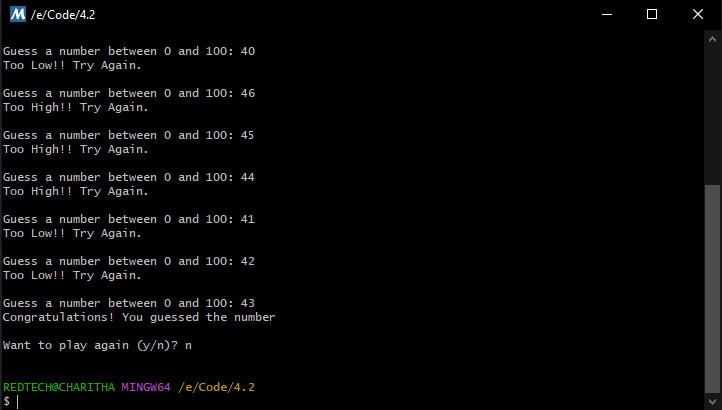 /e/Code/4.2
Guess a number between 0 and 100: 40
Too Low!! Try Again.
Guess a number between 0 and 100: 46
Too High!! Try Again.
Guess a number between 0 and 100: 45
Too High!! Try Again.
Guess a number between 0 and 100: 44
Too High!! Try Again.
Guess a number between 0 and 100: 41
Too Low!! Try Again.
Guess a number between 0 and 100: 42
Too Low!! Try Again.
Guess a number between 0 and 100: 43
Congratulations! You guessed the number
Want to play again (y/n)? n
REDTECH@CHARITHA MINGW64 /e/Code/4.2
$